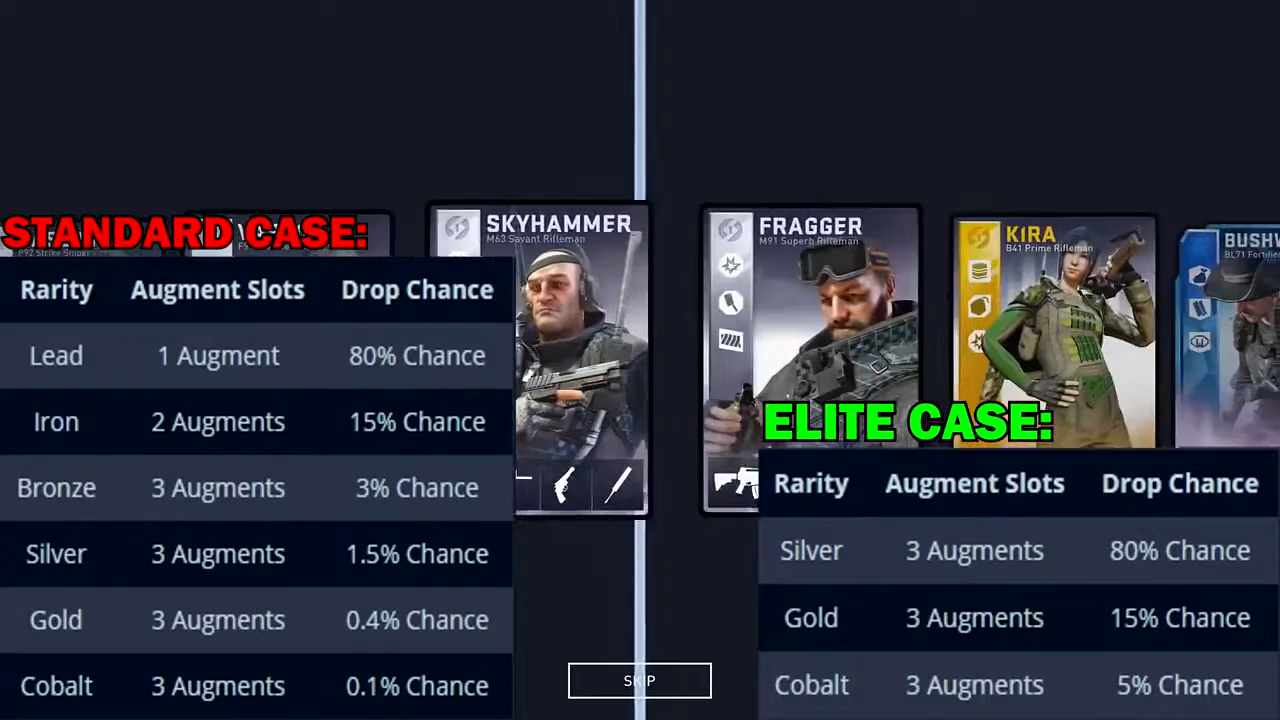 STANDARD CASE:
P92 Strike Sniper
SKYHAMMER
M63 Savant Rifleman
FRAGGER
M91 Superb Rifleman
KIRA
B41 Prime Rifleman
BUSHW
BL71 Fortifie
Rarity Augment Slots Drop Chance
Lead 1 Augment 80% Chance
Iron 2 Augments 15% Chance
Bronze 3 Augments 3% Chance
Silver 3 Augments 1.5% Chance
Gold 3 Augments 0.4% Chance
Cobalt 3 Augments 0.1% Chance
ELITE CASE:
Rarity Augment Slots Drop Chance
Silver 3 Augments 80% Chance
Gold 3 Augments 15% Chance
Cobalt 3 Augments 5% Chance
SKIP